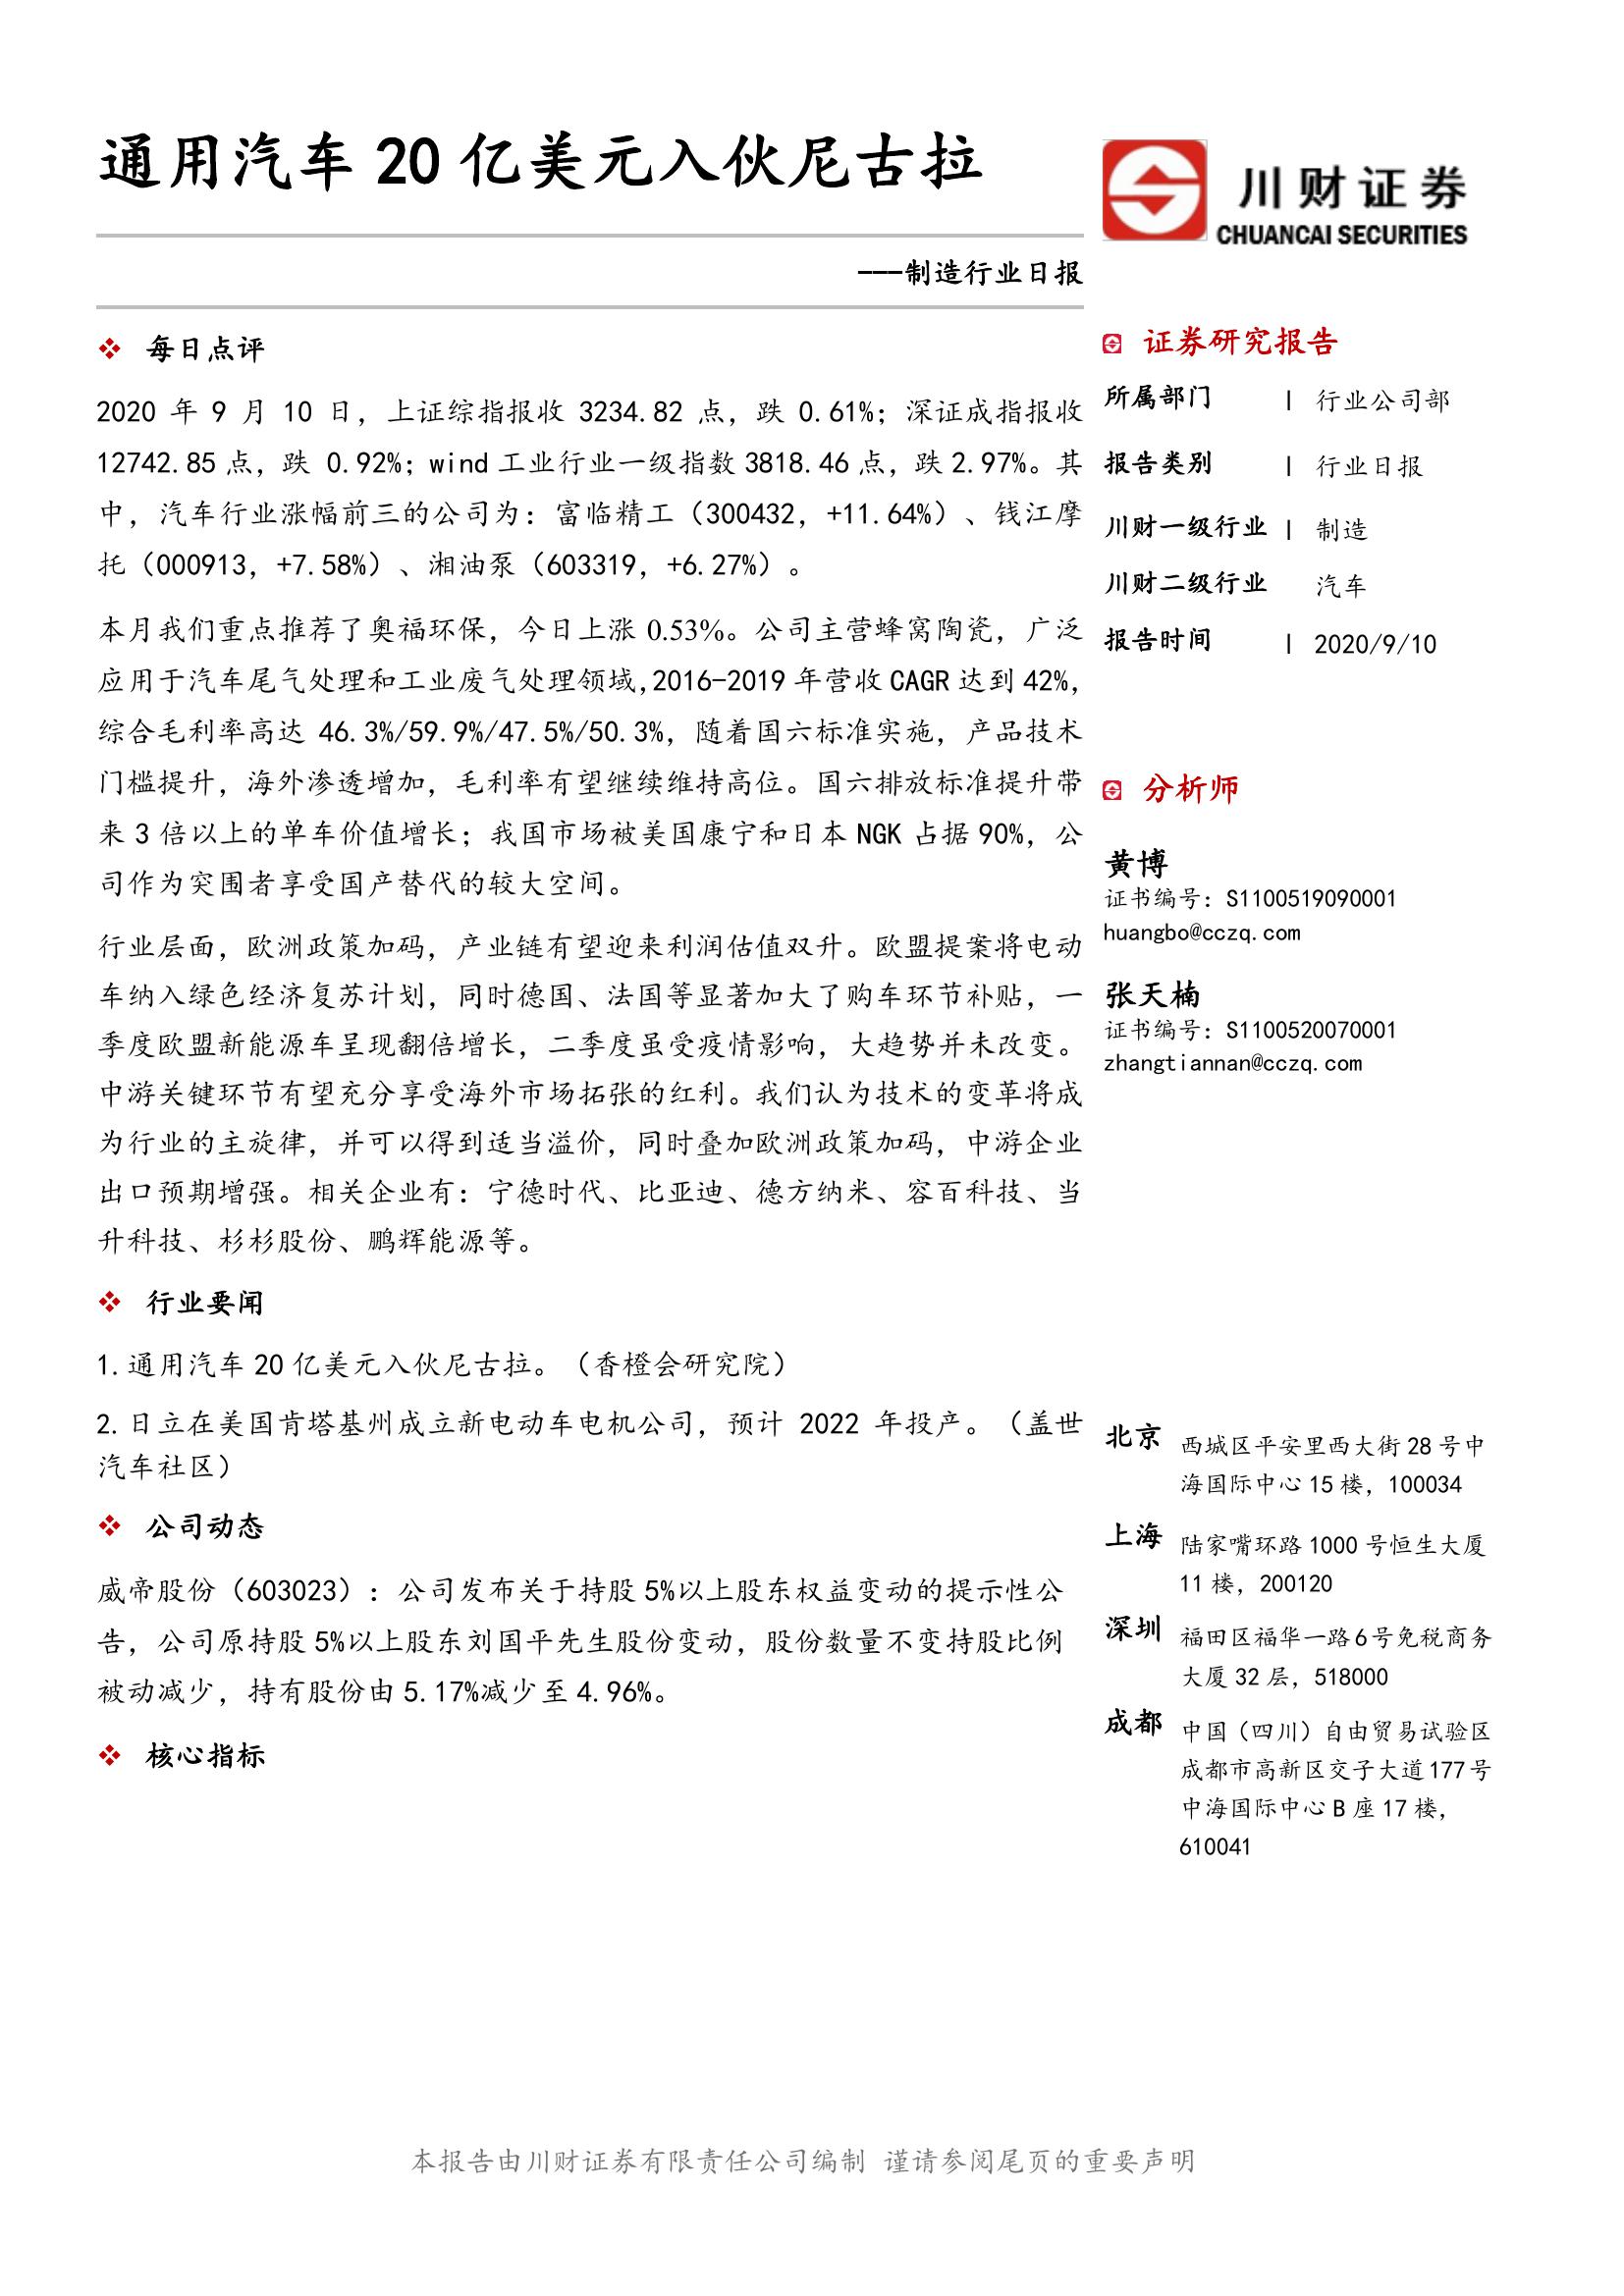 通用汽车 20 亿美元入伙尼古拉
---制造行业日报
❖ 每日点评
2020 年 9 月 10 日，上证综指报收 3234.82 点，跌 0.61%；深证成指报收
12742.85 点，跌 0.92%；wind 工业行业一级指数 3818.46 点，跌 2.97%。其
中，汽车行业涨幅前三的公司为：富临精工（300432，+11.64%）、钱江摩
托（000913，+7.58%）、湘油泵（603319，+6.27%）。
本月我们重点推荐了奥福环保，今日上涨 0.53%。公司主营蜂窝陶瓷，广泛
应用于汽车尾气处理和工业废气处理领域，2016-2019 年营收 CAGR 达到 42%，
综合毛利率高达 46.3%/59.9%/47.5%/50.3%，随着国六标准实施，产品技术
门槛提升，海外渗透增加，毛利率有望继续维持高位。国六排放标准提升带
来 3 倍以上的单车价值增长；我国市场被美国康宁和日本 NGK 占据 90%，公
司作为突围者享受国产替代的较大空间。
行业层面，欧洲政策加码，产业链有望迎来利润估值双升。欧盟提案将电动
车纳入绿色经济复苏计划，同时德国、法国等显著加大了购车环节补贴，一
季度欧盟新能源车呈现翻倍增长，二季度虽受疫情影响，大趋势并未改变。
中游关键环节有望充分享受海外市场拓张的红利。我们认为技术的变革将成
为行业的主旋律，并可以得到适当溢价，同时叠加欧洲政策加码，中游企业
出口预期增强。相关企业有：宁德时代、比亚迪、德方纳米、容百科技、当
升科技、杉杉股份、鹏辉能源等。
❖ 行业要闻
1. 通用汽车 20 亿美元入伙尼古拉。（香橙会研究院）
2. 日立在美国肯塔基州成立新电动车电机公司，预计 2022 年投产。（盖世
汽车社区）
❖ 公司动态
威帝股份（603023）：公司发布关于持股 5%以上股东权益变动的提示性公
告，公司原持股 5%以上股东刘国平先生股份变动，股份数量不变持股比例
被动减少，持有股份由 5.17%减少至 4.96%。
❖ 核心指标
川财证券
CHUANCAI SECURITIES
证券研究报告
所属部门 | 行业公司部
报告类别 | 行业日报
川财一级行业 | 制造
川财二级行业 汽车
报告时间 | 2020/9/10
分析师
黄博
证书编号：S1100519090001
huangbo@cczq.com
张天楠
证书编号：S1100520070001
zhangtiannan@cczq.com
北京 西城区平安里西大街 28 号中
海国际中心 15 楼，100034
上海 陆家嘴环路 1000 号恒生大厦
11 楼，200120
深圳 福田区福华一路 6 号免税商务
大厦 32 层，518000
成都 中国（四川）自由贸易试验区
成都市高新区交子大道 177 号
中海国际中心 B 座 17 楼，
610041
本报告由川财证券有限责任公司编制 谨请参阅尾页的重要声明